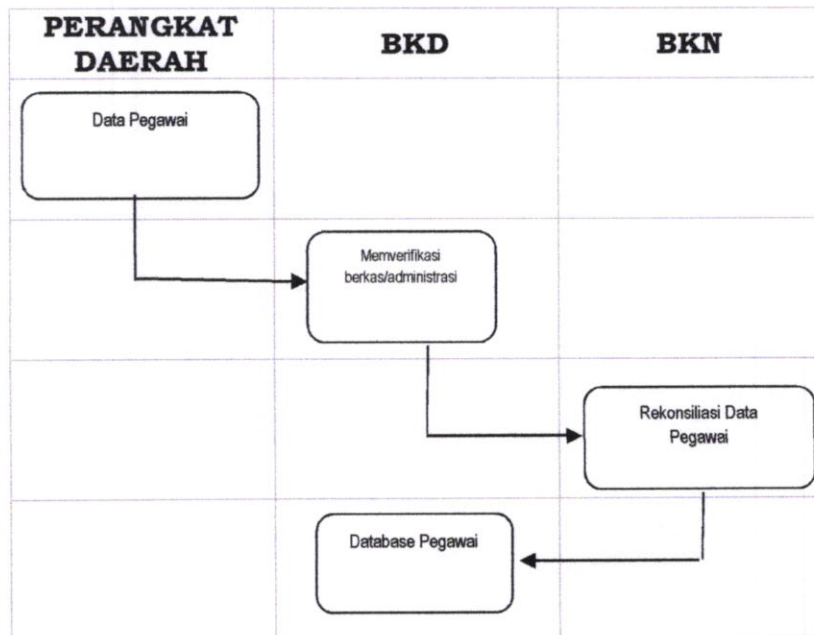 PERANGKAT
DAERAH
BKD
BKN
Data Pegawai
Memverifikasi
berkas/administrasi
Rekonsiliasi Data
Pegawai
Database Pegawai